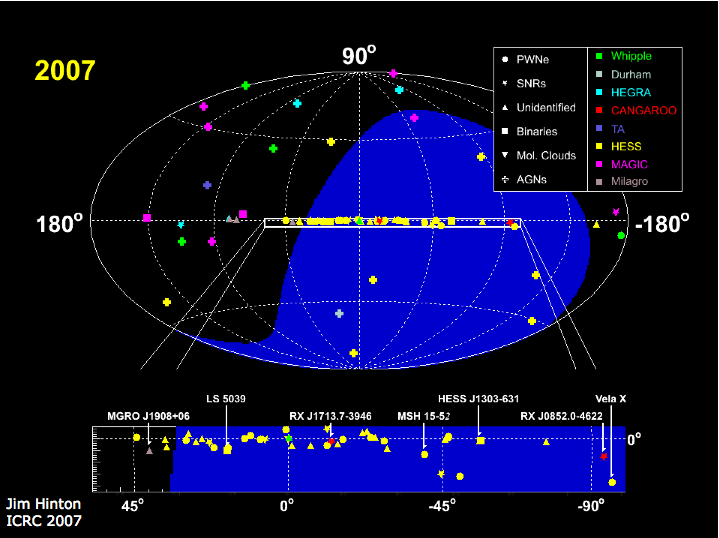 2007
90°
180°
-180°
PWNe
SNRs
Unidentified
Binaries
Mol. Clouds
AGNs
Whipple
Durham
HEGRA
CANGAROO
TA
HESS
MAGIC
Milagro
LS 5039
HESS J1303-631
Vela X
MGRO J1908+06
RX J1713.7-3946
MSH 15-52
RX J0852.0-4622
0°
45°
0°
-45°
-90°
Jim Hinton
ICRC 2007